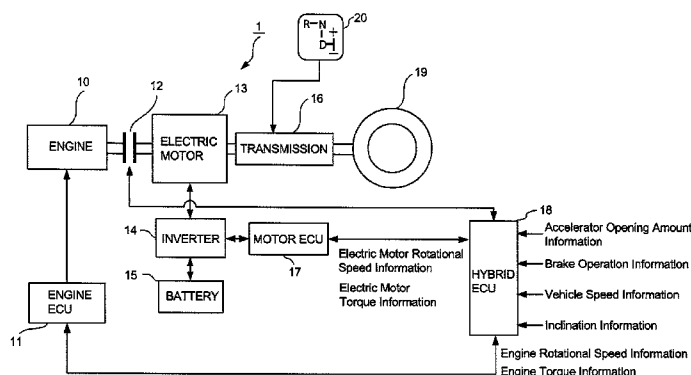 20
R-N
D
+
-
1
10
12
13
16
19
ENGINE
ELECTRIC
MOTOR
TRANSMISSION
18
14
INVERTER
MOTOR ECU
17
15
BATTERY
Electric Motor Rotational
Speed Information
Electric Motor
Torque Information
HYBRID
ECU
Accelerator Opening Amount
Information
Brake Operation Information
Vehicle Speed Information
Inclination Information
ENGINE
ECU
11
Engine Rotational Speed Information
Engine Torque Information